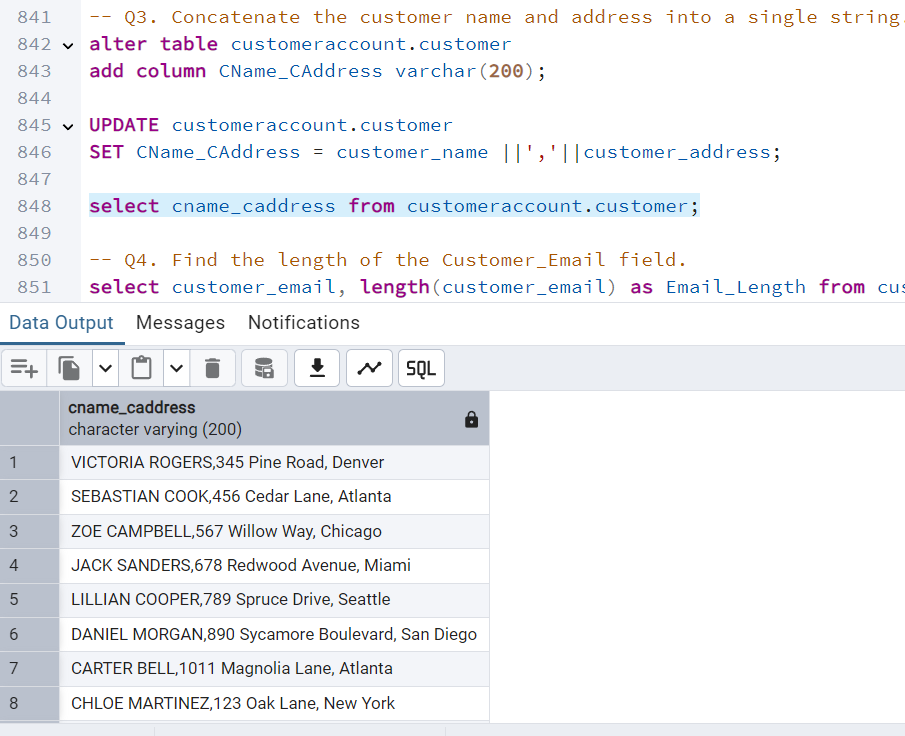 841 -- Q3. Concatenate the customer name and address into a single string.
842 alter table customeraccount.customer
843 add column CName_CAddress varchar(200);
844
845 UPDATE customeraccount.customer
846 SET CName_CAddress = customer_name ||','||customer_address;
847
848 select cname_caddress from customeraccount.customer;
849
850 -- Q4. Find the length of the Customer_Email field.
851 select customer_email, length(customer_email) as Email_Length from cus
Data Output Messages Notifications
SQL
cname_caddress
character varying (200)
1 VICTORIA ROGERS,345 Pine Road, Denver
2 SEBASTIAN COOK,456 Cedar Lane, Atlanta
3 ZOE CAMPBELL,567 Willow Way, Chicago
4 JACK SANDERS,678 Redwood Avenue, Miami
5 LILLIAN COOPER,789 Spruce Drive, Seattle
6 DANIEL MORGAN,890 Sycamore Boulevard, San Diego
7 CARTER BELL,1011 Magnolia Lane, Atlanta
8 CHLOE MARTINEZ,123 Oak Lane, New York